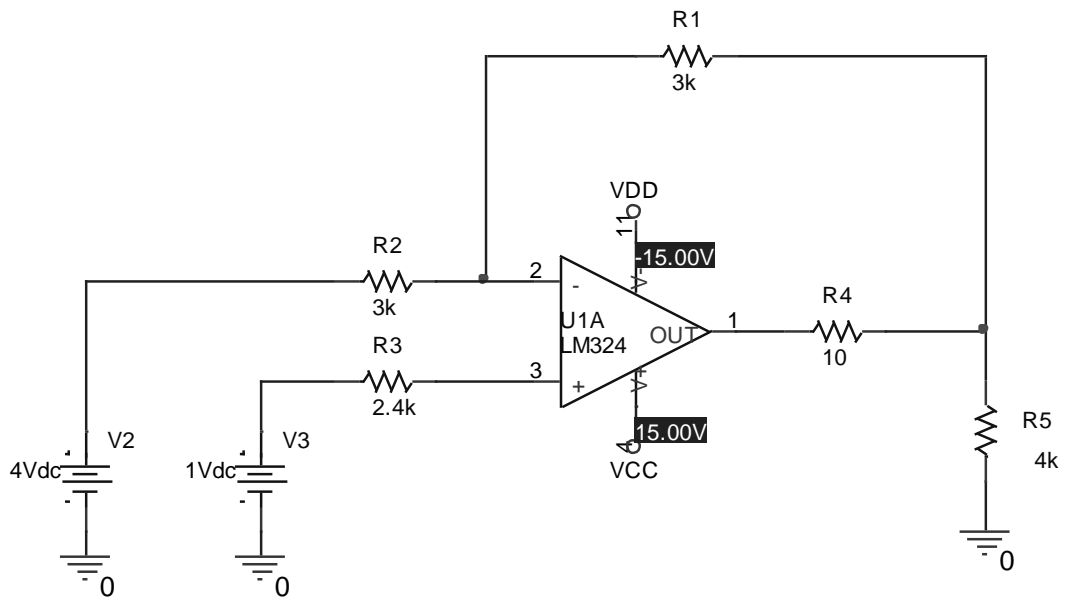 R1
3k
VDD
11
-15.00V
V-
R2
3k
2
-
U1A
LM324
OUT
1
R4
10
R3
2.4k
3
+
V+
15.00V
4
VCC
R5
4k
V2
4Vdc
-
V3
1Vdc
-
0
0
0